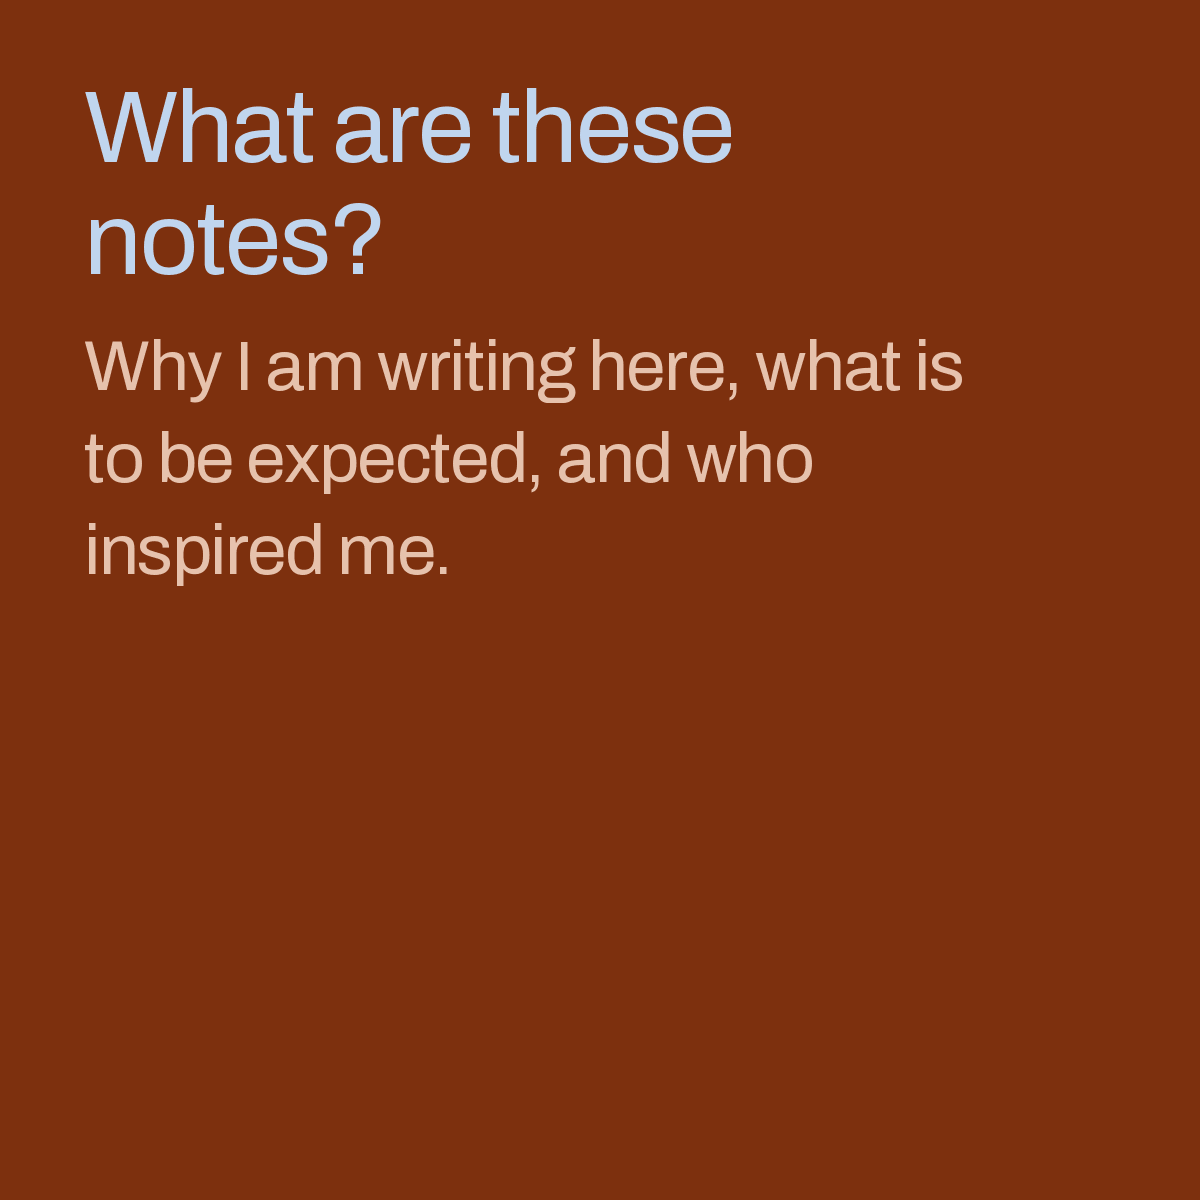 What are these
notes?
Why I am writing here, what is
to be expected, and who
inspired me.